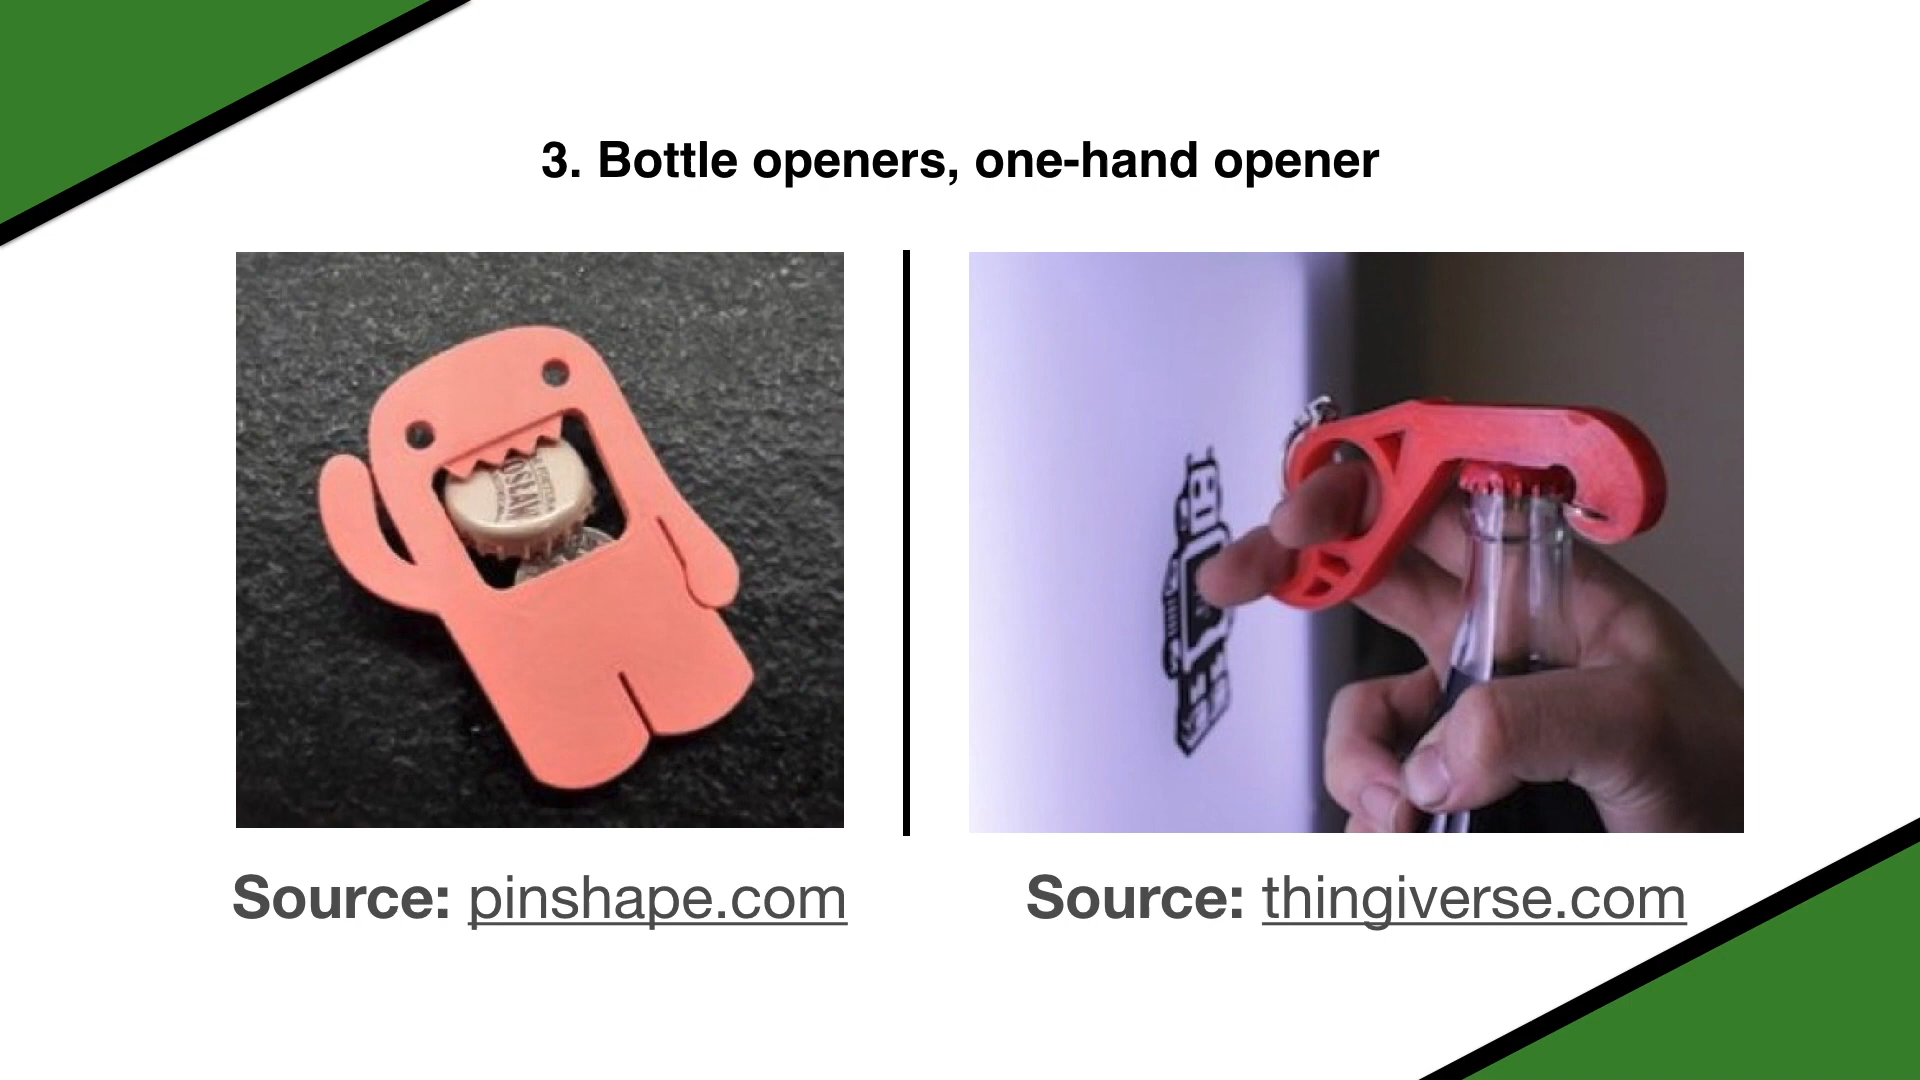 3. Bottle openers, one-hand opener
Source: pinshape.com
Source: thingiverse.com